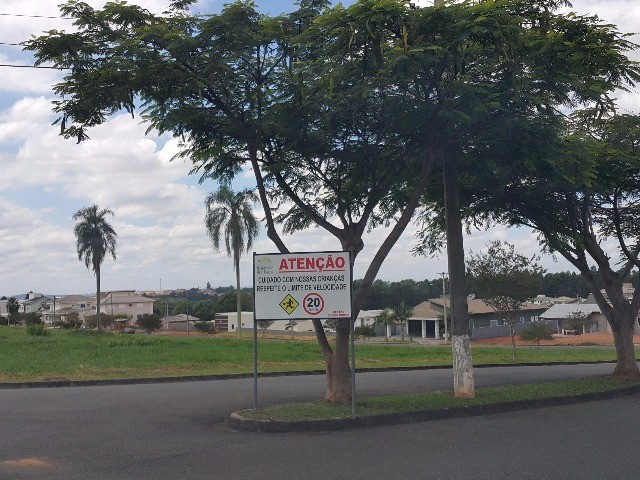 ATENÇÃO
CUIDADO COM NOSSAS CRIANÇAS
RESPEITE O LIMITE DE VELOCIDADE
20